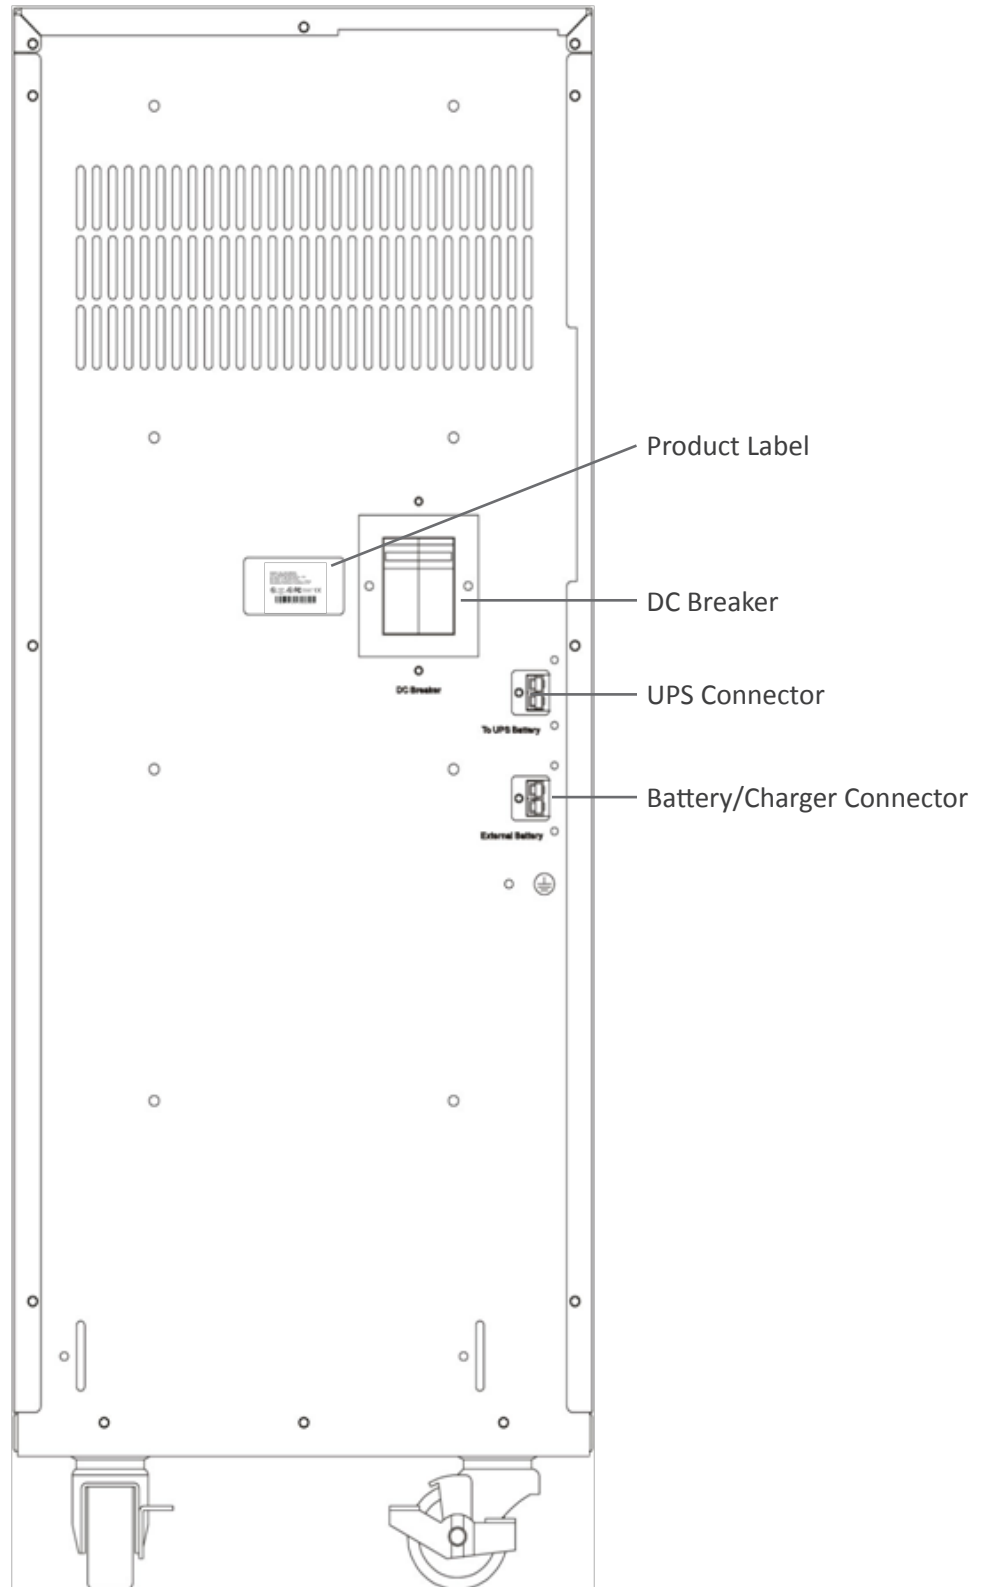 Product Label
DC Breaker
DC Breaker
UPS Connector
To UPS Battery
Battery/Charger Connector
External Battery